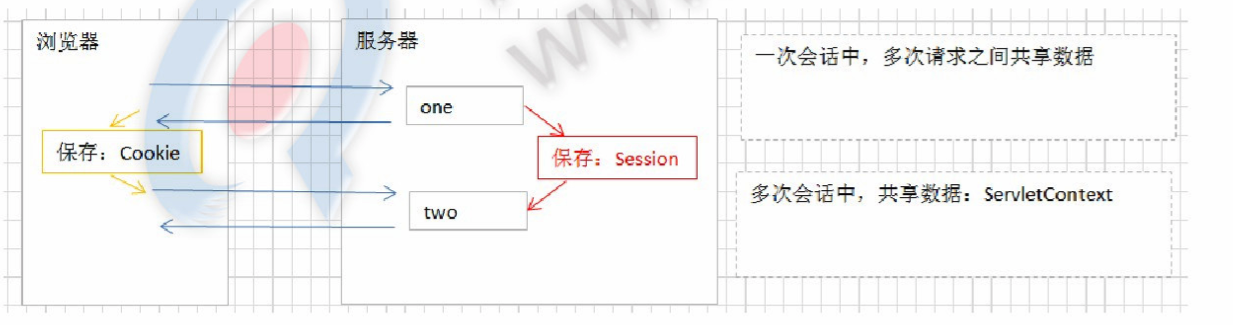 浏览器
服务器
一次会话中，多次请求之间共享数据
one
保存：Cookie
保存：Session
多次会话中，共享数据：ServletContext
two